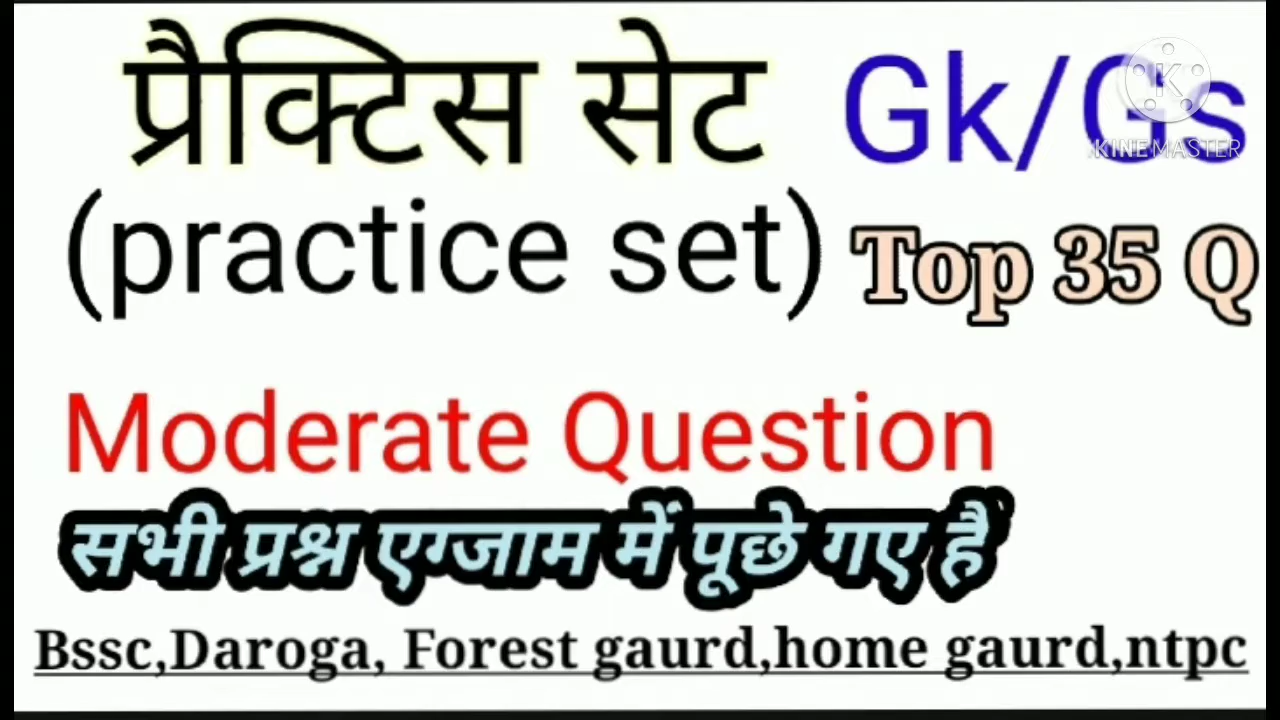 प्रैक्टिस सेट Gk/Gs
KINEMASTER
(practice set) Top 35 Q
Moderate Question
सभी प्रश्न एग्जाम में पूछे गए है
Bssc,Daroga, Forest gaurd,home gaurd,ntpc